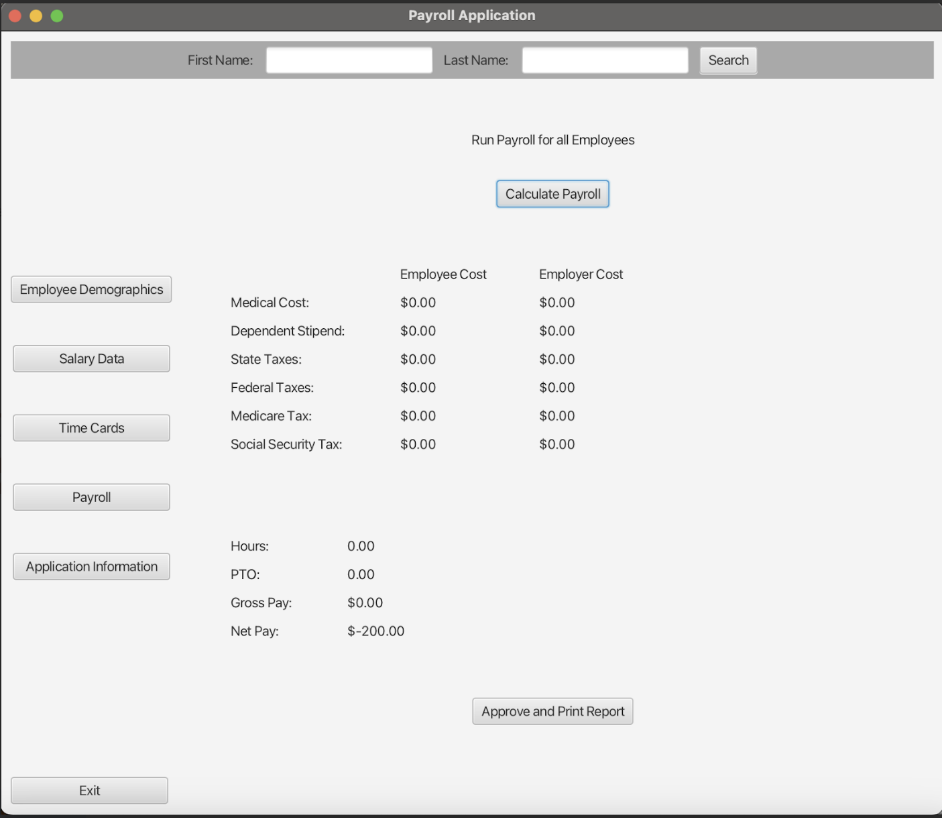 Payroll Application
First Name: Last Name: Search
Run Payroll for all Employees
Calculate Payroll
Employee Demographics
Salary Data
Time Cards
Payroll
Application Information
Exit
Employee Cost Employer Cost
Medical Cost: $0.00 $0.00
Dependent Stipend: $0.00 $0.00
State Taxes: $0.00 $0.00
Federal Taxes: $0.00 $0.00
Medicare Tax: $0.00 $0.00
Social Security Tax: $0.00 $0.00
Hours: 0.00
PTO: 0.00
Gross Pay: $0.00
Net Pay: $-200.00
Approve and Print Report